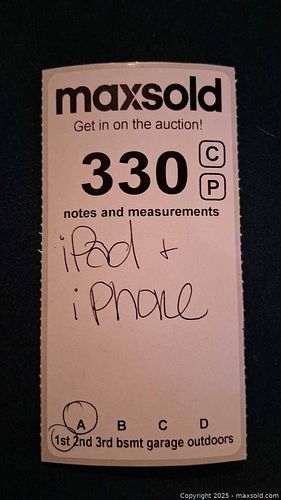 maxsold
Get in on the auction!
330
C
P
notes and measurements
iPad +
iPhone
A B C D
1st 2nd 3rd bsmt garage outdoors
Copyright 2025 - maxsold.com